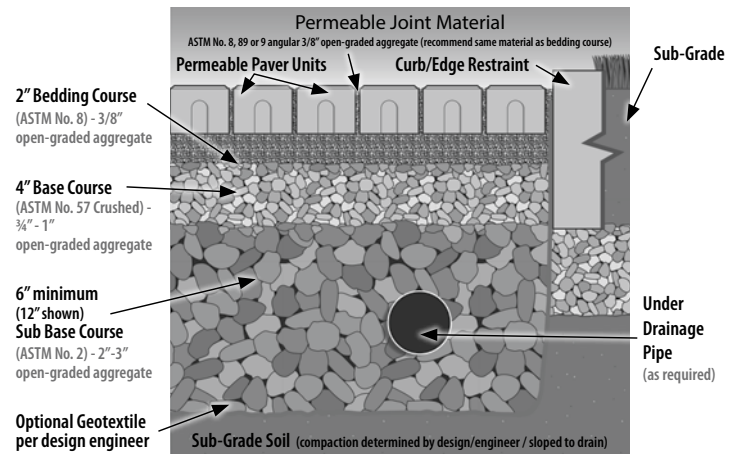 Permeable Joint Material
ASTM No. 8, 89 or 9 angular 3/8" open-graded aggregate (recommend same material as bedding course)
Permeable Paver Units
Curb/Edge Restraint
Sub-Grade
2" Bedding Course
(ASTM No. 8) - 3/8"
open-graded aggregate
4" Base Course
(ASTM No. 57 Crushed) -
¾" - 1"
open-graded aggregate
6" minimum
(12" shown)
Sub Base Course
(ASTM No. 2) - 2"-3"
open-graded aggregate
Under
Drainage
Pipe
(as required)
Optional Geotextile
per design engineer
Sub-Grade Soil (compaction determined by design/engineer / sloped to drain)